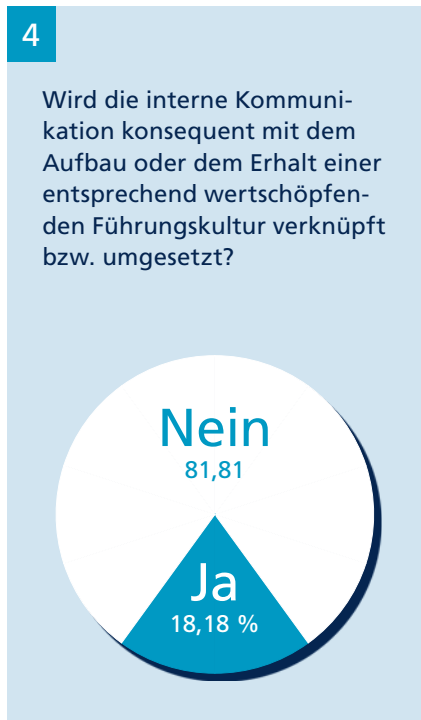 4
Wird die interne Kommuni-
kation konsequent mit dem
Aufbau oder dem Erhalt einer
entsprechend wertschöpfen-
den Führungskultur verknüpft
bzw. umgesetzt?
Nein
81,81
Ja
18,18 %